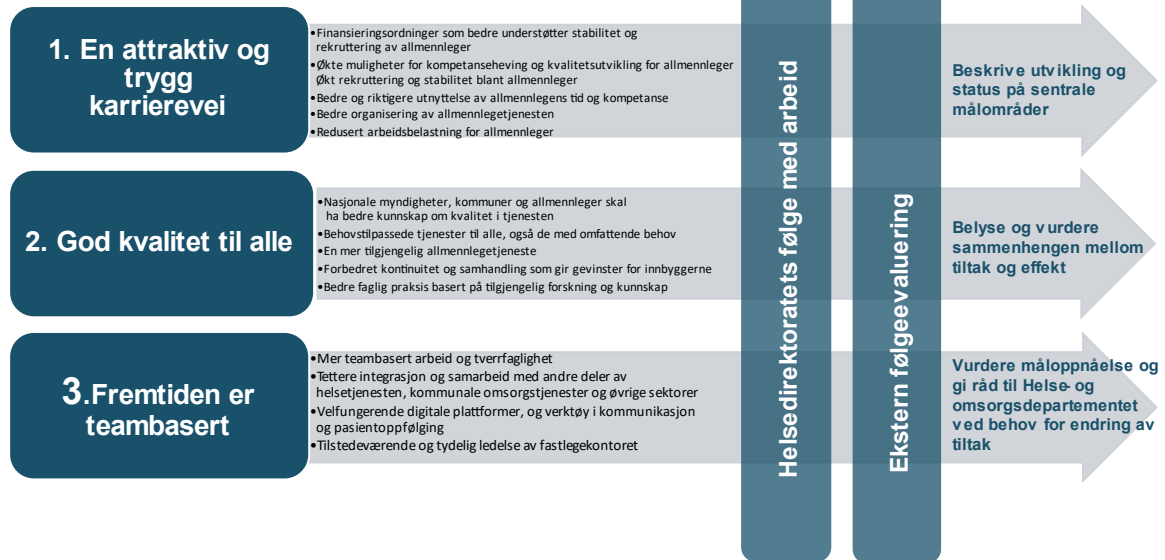 1. En attraktiv og
trygg
karrierevei
•Finansieringsordninger som bedre understøtter stabilitet og
rekruttering av allmennleger
•Økte muligheter for kompetanseheving og kvalitetsutvikling for allmennleger
Økt rekruttering og stabilitet blant allmennleger
•Bedre og riktigere utnyttelse av allmennlegens tid og kompetanse
•Bedre organisering av allmennlegetjenesten
•Redusert arbeidsbelastning for allmennleger
2. God kvalitet til alle
•Nasjonale myndigheter, kommuner og allmennleger skal
ha bedre kunnskap om kvalitet i tjenesten
•Behovstilpassede tjenester til alle, også de med omfattende behov
•En mer tilgjengelig allmennlegetjeneste
•Forbedret kontinuitet og samhandling som gir gevinster for innbyggerne
•Bedre faglig praksis basert på tilgjengelig forskning og kunnskap
3.Fremtiden er
teambasert
•Mer teambasert arbeid og tverrfaglighet
•Tettere integrasjon og samarbeid med andre deler av
helsetjenesten, kommunale omsorgstjenester og øvrige sektorer
•Velfungerende digitale plattformer, og verktøy i kommunikasjon
og pasientoppfølging
•Tilstedeværende og tydelig ledelse av fastlegekontoret
Helsedirektoratets følge med arbeid
Ekstern følgeevaluering
Beskrive utvikling og
status på sentrale
målområder
Belyse og vurdere
sammenhengen mellom
tiltak og effekt
Vurdere måloppnåelse og
gi råd til Helse- og
omsorgsdepartementet
ved behov for endring av
tiltak